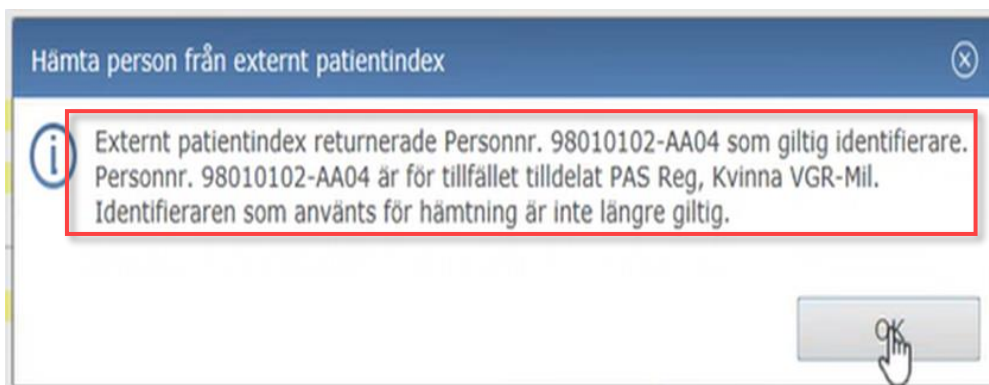 Hämta person från externt patientindex
Externt patientindex returnerade Personnr. 98010102-AA04 som giltig identifierare.
Personnr. 98010102-AA04 är för tillfället tilldelat PAS Reg, Kvinna VGR-Mil.
Identifieraren som använts för hämtning är inte längre giltig.
OK